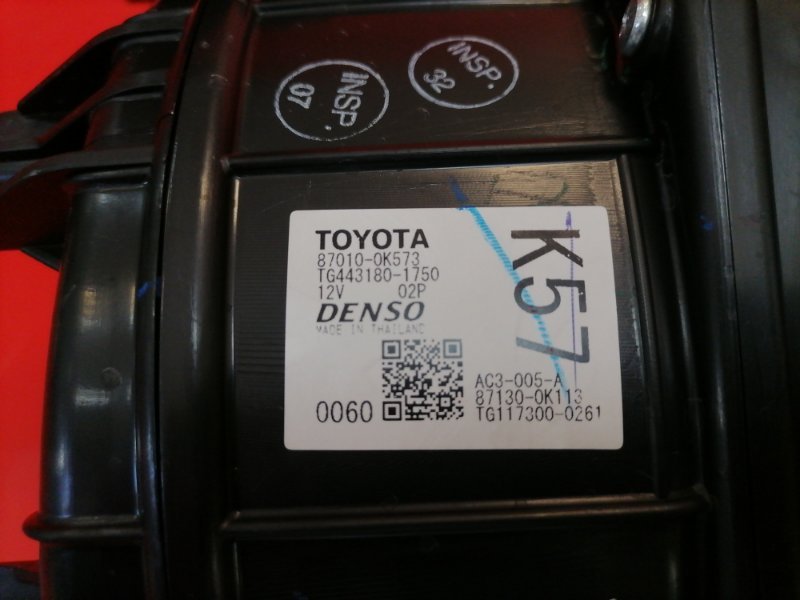 INSP.
32
INSP.
07
TOYOTA
87010-0K573
TG443180-1750
12V 02P
DENSO
MADE IN THAILAND
K57
0060
AC3-005-A
87130-0K113
TG117300-0261